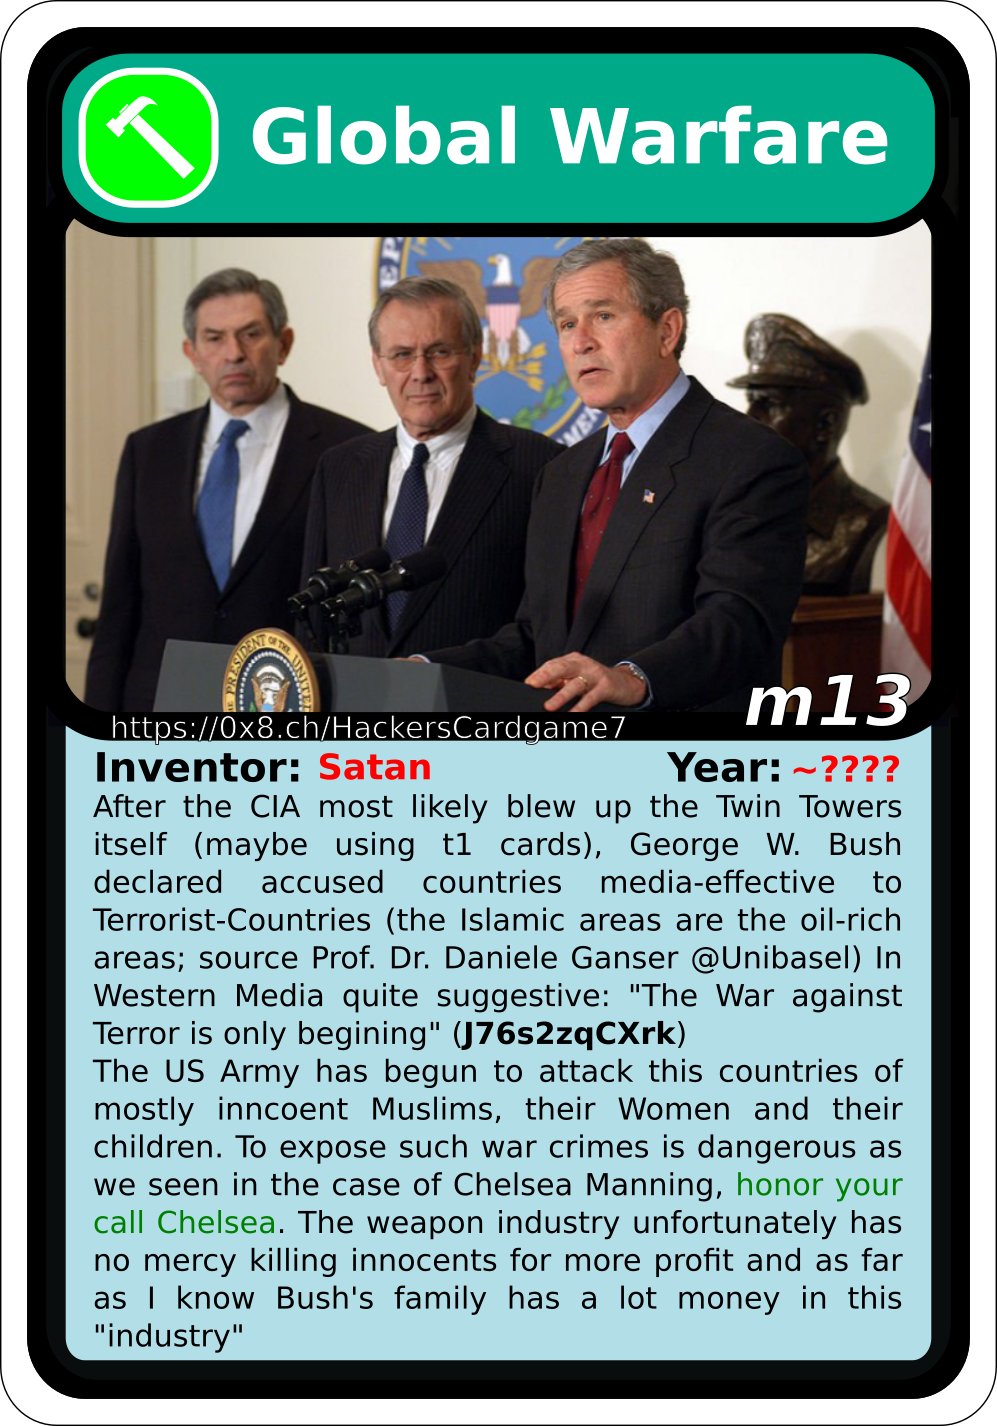 Global Warfare
DEP
WER
PRESIDENT OF THE UNITED
m13
https://0x8.ch/HackersCardgame7
Inventor: Satan Year: ~????
After the CIA most likely blew up the Twin Towers
itself (maybe using t1 cards), George W. Bush
declared accused countries media-effective to
Terrorist-Countries (the Islamic areas are the oil-rich
areas; source Prof. Dr. Daniele Ganser @Unibasel) In
Western Media quite suggestive: "The War against
Terror is only begining" (J76s2zqCXrk)
The US Army has begun to attack this countries of
mostly inncoent Muslims, their Women and their
children. To expose such war crimes is dangerous as
we seen in the case of Chelsea Manning, honor your
call Chelsea. The weapon industry unfortunately has
no mercy killing innocents for more profit and as far
as I know Bush's family has a lot money in this
"industry"